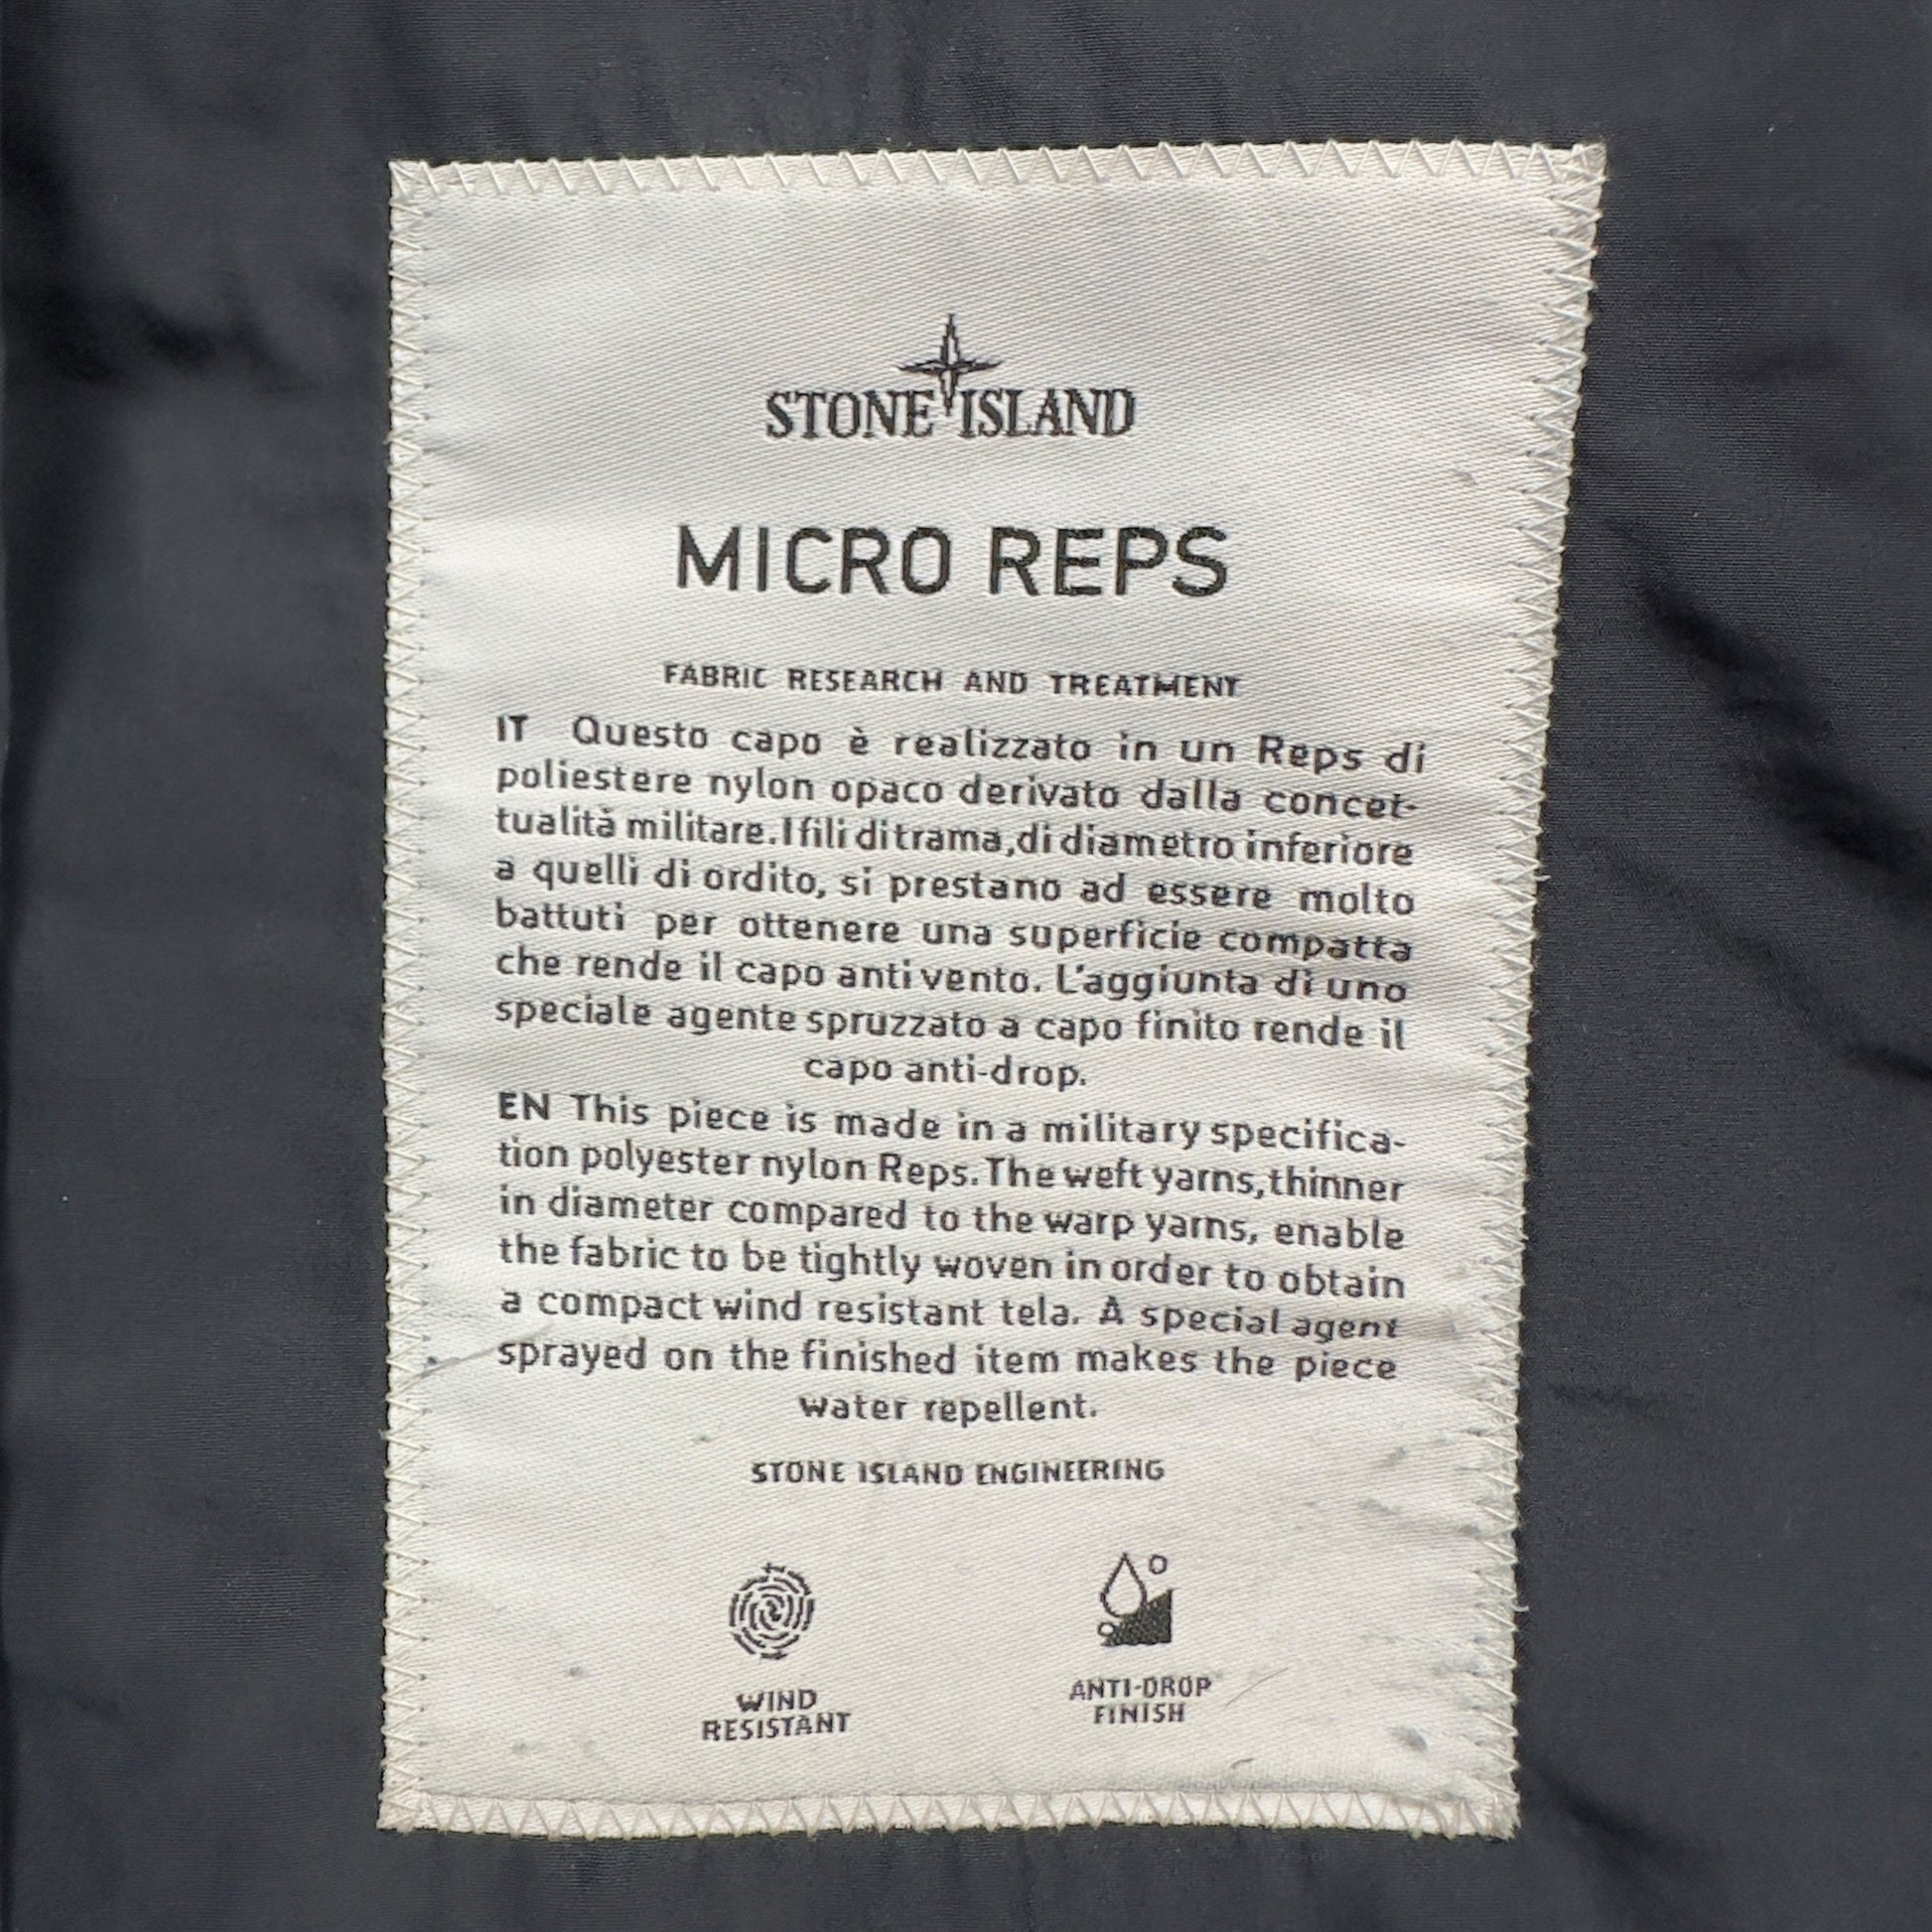 STONE ISLAND
MICRO REPS
FABRIC RESEARCH AND TREATMENT
IT Questo capo è realizzato in un Reps di
poliestere nylon opaco derivato dalla concet-
tualità militare. I fili di trama, di diametro inferiore
a quelli di ordito, si prestano ad essere molto
battuti per ottenere una superficie compatta
che rende il capo anti vento. L'aggiunta di uno
speciale agente spruzzato a capo finito rende il
capo anti-drop.
EN This piece is made in a military specifica-
tion polyester nylon Reps. The weft yarns, thinner
in diameter compared to the warp yarns, enable
the fabric to be tightly woven in order to obtain
a compact wind resistant tela. A special agent
sprayed on the finished item makes the piece
water repellent.
STONE ISLAND ENGINEERING
WIND
RESISTANT
ANTI-DROP
FINISH